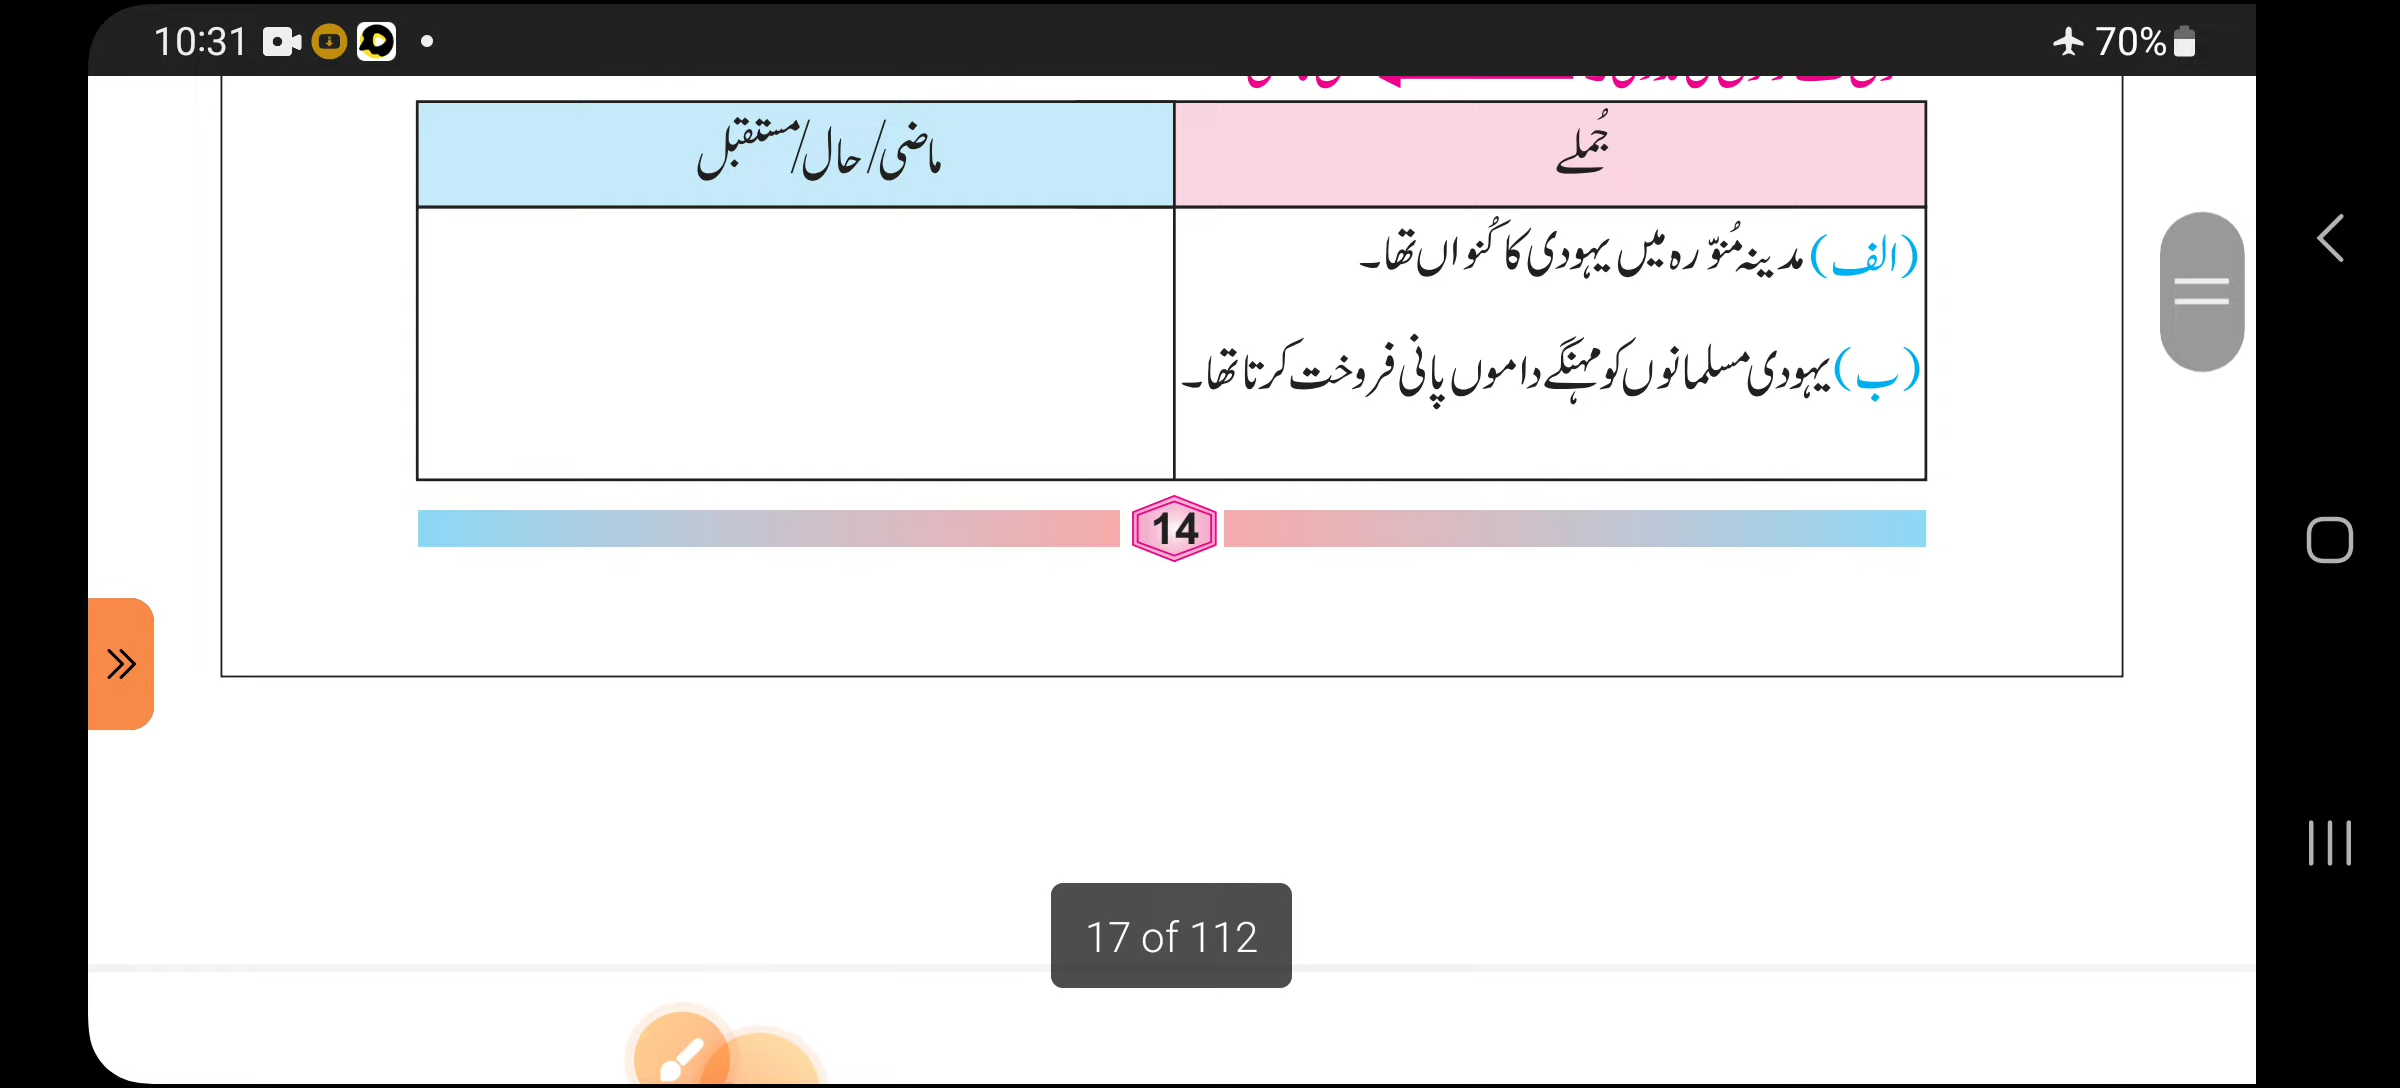 10:31
70%
جُملے
ماضی/حال/مستقبل
(الف) مدینہ مُنوّرہ میں یہودی کا کُنواں تھا۔
(ب) یہودی مسلمانوں کو مہنگے داموں پانی فروخت کرتا تھا۔
14
17 of 112